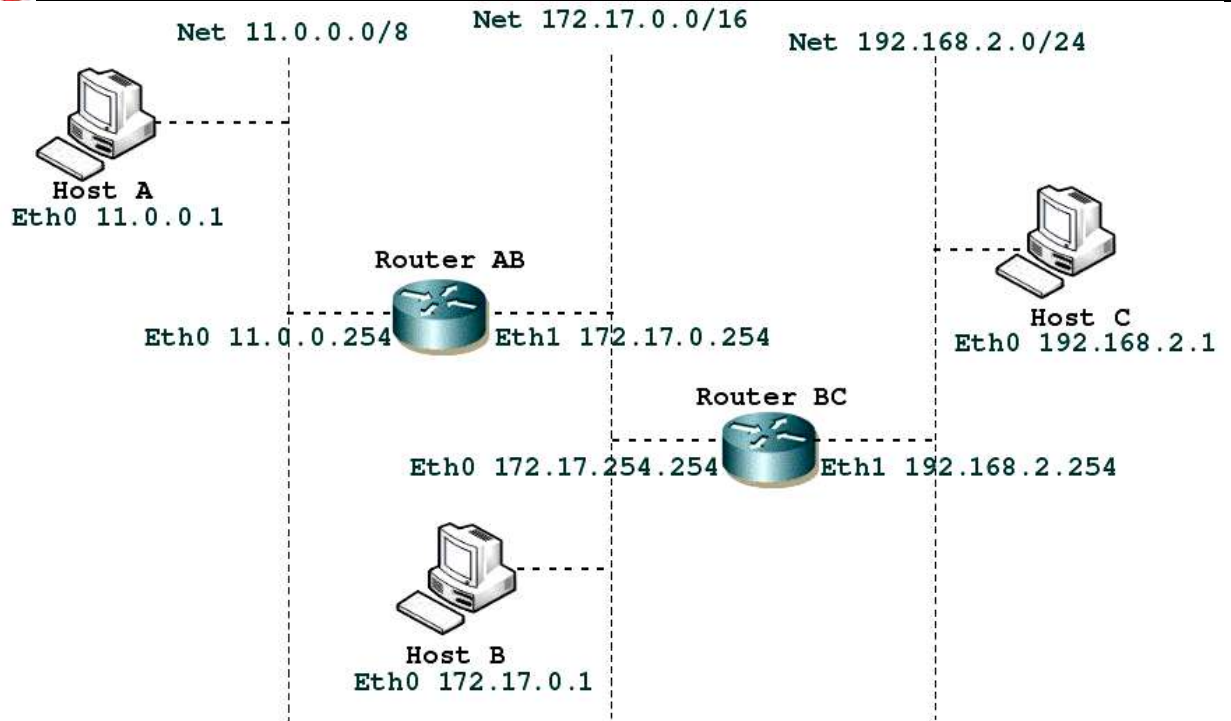 Net 11.0.0.0/8
Net 172.17.0.0/16
Net 192.168.2.0/24
Host A
Eth0 11.0.0.1
Router AB
Eth0 11.0.0.254
Eth1 172.17.0.254
Host C
Eth0 192.168.2.1
Router BC
Eth0 172.17.254.254
Eth1 192.168.2.254
Host B
Eth0 172.17.0.1